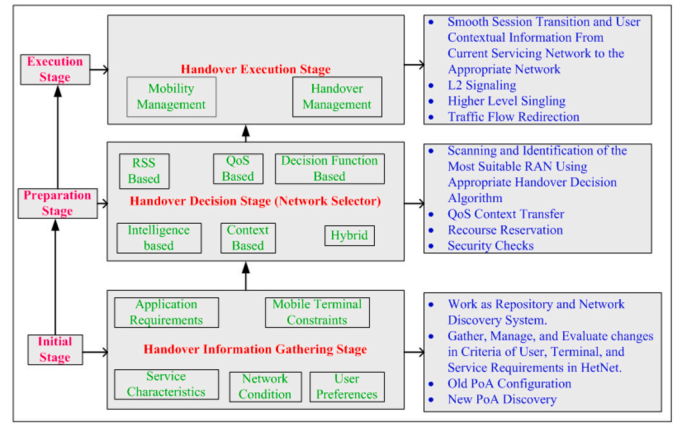 Execution
Stage
Handover Execution Stage
Mobility
Management
Handover
Management
• Smooth Session Transition and User
Contextual Information From
Current Servicing Network to the
Appropriate Network
• L2 Signaling
• Higher Level Singling
• Traffic Flow Redirection
Preparation
Stage
RSS
Based
QoS
Based
Decision Function
Based
Handover Decision Stage (Network Selector)
Intelligence
based
Context
Based
Hybrid
• Scanning and Identification of the
Most Suitable RAN Using
Appropriate Handover Decision
Algorithm
• QoS Context Transfer
• Recourse Reservation
• Security Checks
Initial
Stage
Application
Requirements
Mobile Terminal
Constraints
Handover Information Gathering Stage
Service
Characteristics
Network
Condition
User
Preferences
• Work as Repository and Network
Discovery System.
• Gather, Manage, and Evaluate changes
in Criteria of User, Terminal, and
Service Requirements in HetNet.
• Old PoA Configuration
• New PoA Discovery